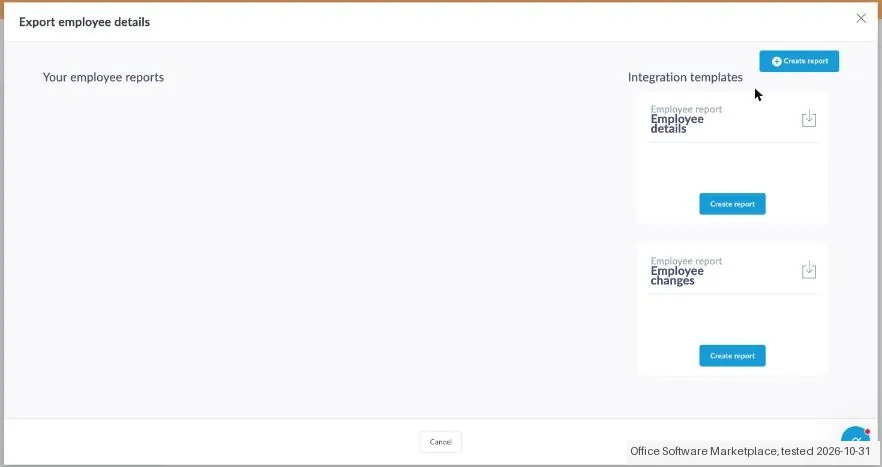 Export employee details
Create report
Your employee reports
Integration templates
Employee report
Employee
details
Create report
Employee report
Employee
changes
Create report
Cancel
Office Software Marketplace, tested 2026-10-31